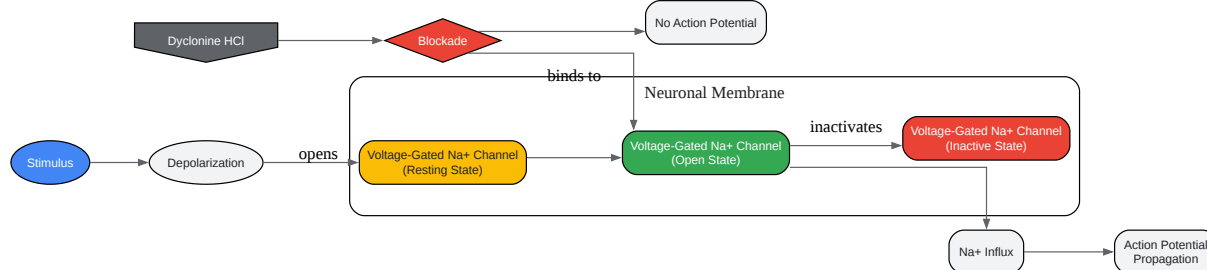 No Action Potential
Dyclonine HCl
Blockade
binds to
Neuronal Membrane
Stimulus
Depolarization
opens
Voltage-Gated Na+ Channel
(Resting State)
Voltage-Gated Na+ Channel
(Open State)
inactivates
Voltage-Gated Na+ Channel
(Inactive State)
Na+ Influx
Action Potential
Propagation